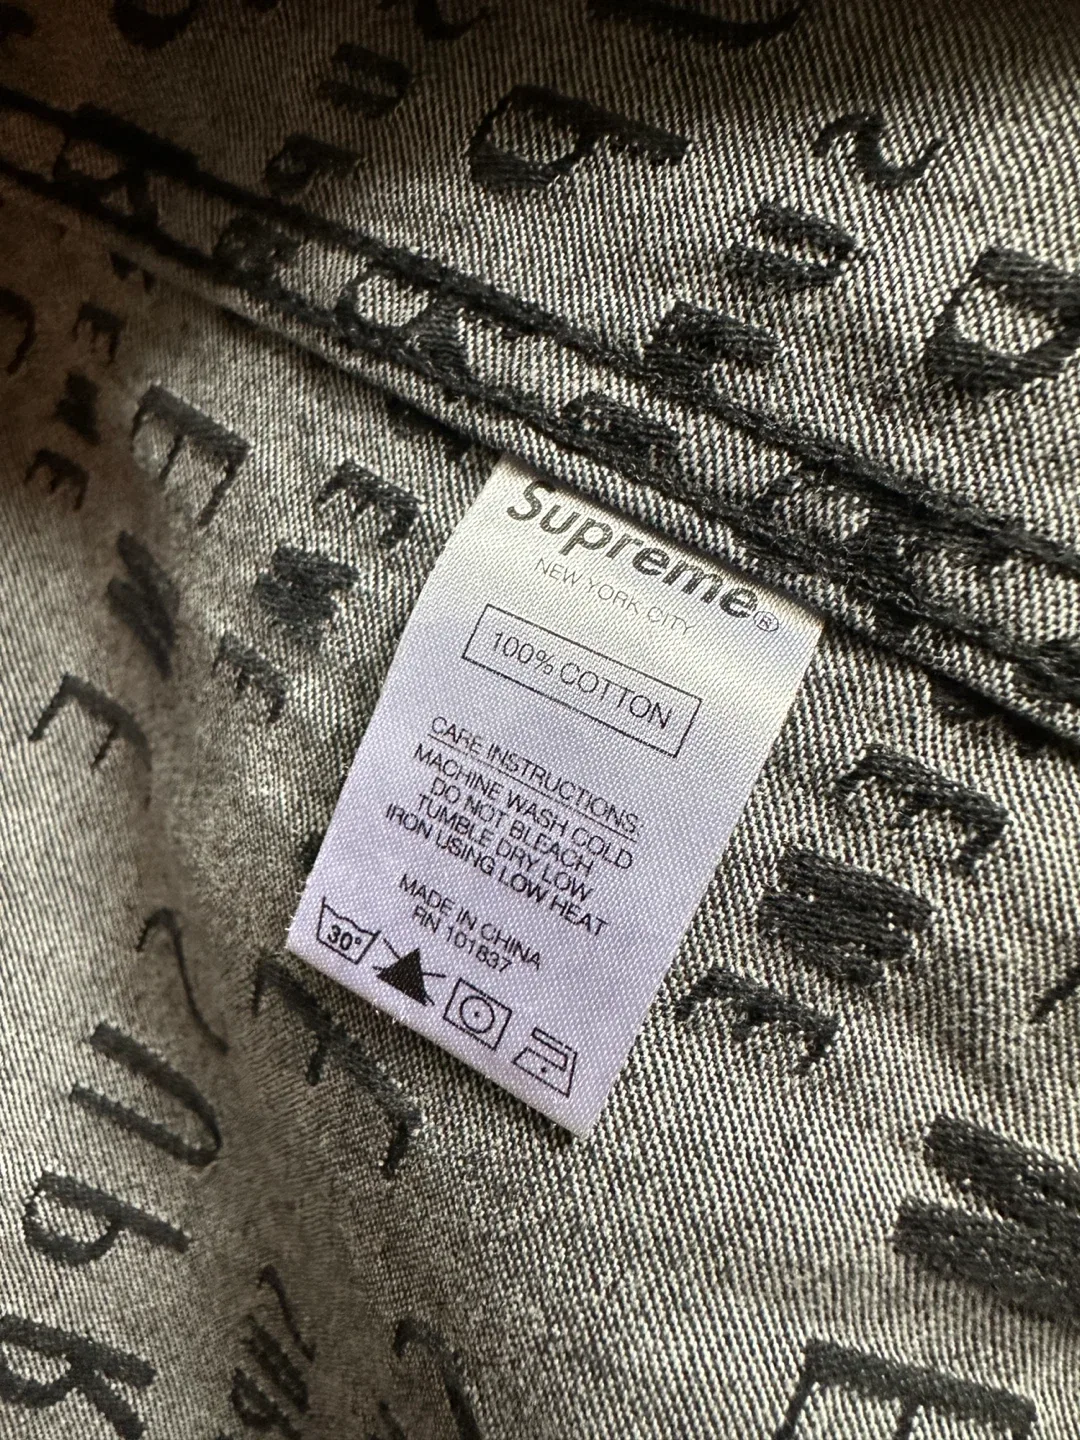 Supreme®
NEW YORK CITY
100% COTTON
CARE INSTRUCTIONS:
MACHINE WASH COLD
DO NOT BLEACH
TUMBLE DRY LOW
IRON USING LOW HEAT
MADE IN CHINA
RN 101837
30°